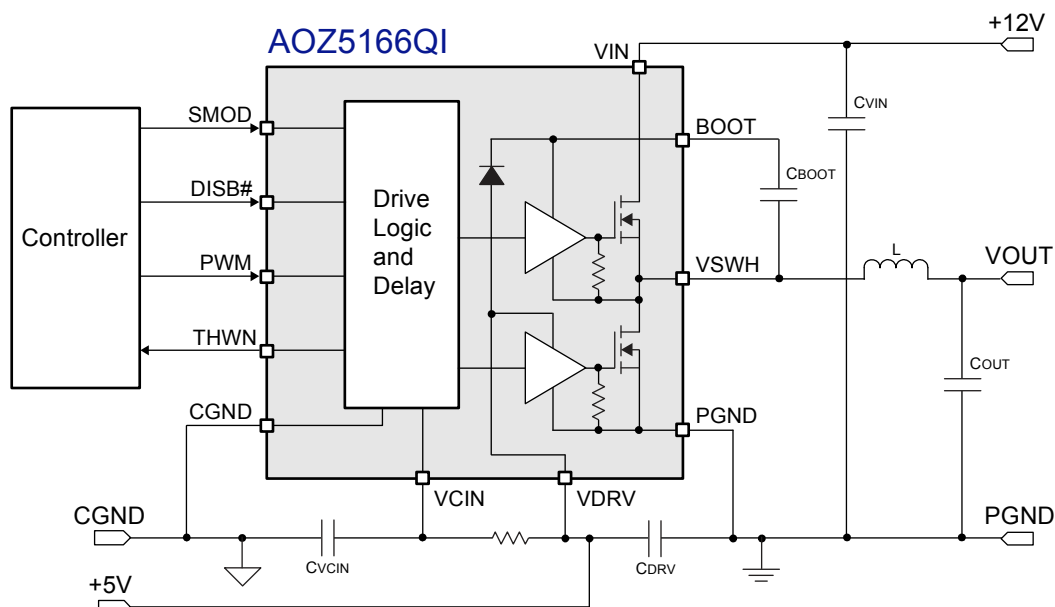 AOZ5166QI
+12V
VIN
SMOD
BOOT
CVIN
CBOOT
DISB#
Controller
Drive
Logic
and
Delay
PWM
VSWH
L
VOUT
THWN
COUT
CGND
PGND
VCIN
VDRV
CGND
PGND
CVCIN
CDRV
+5V